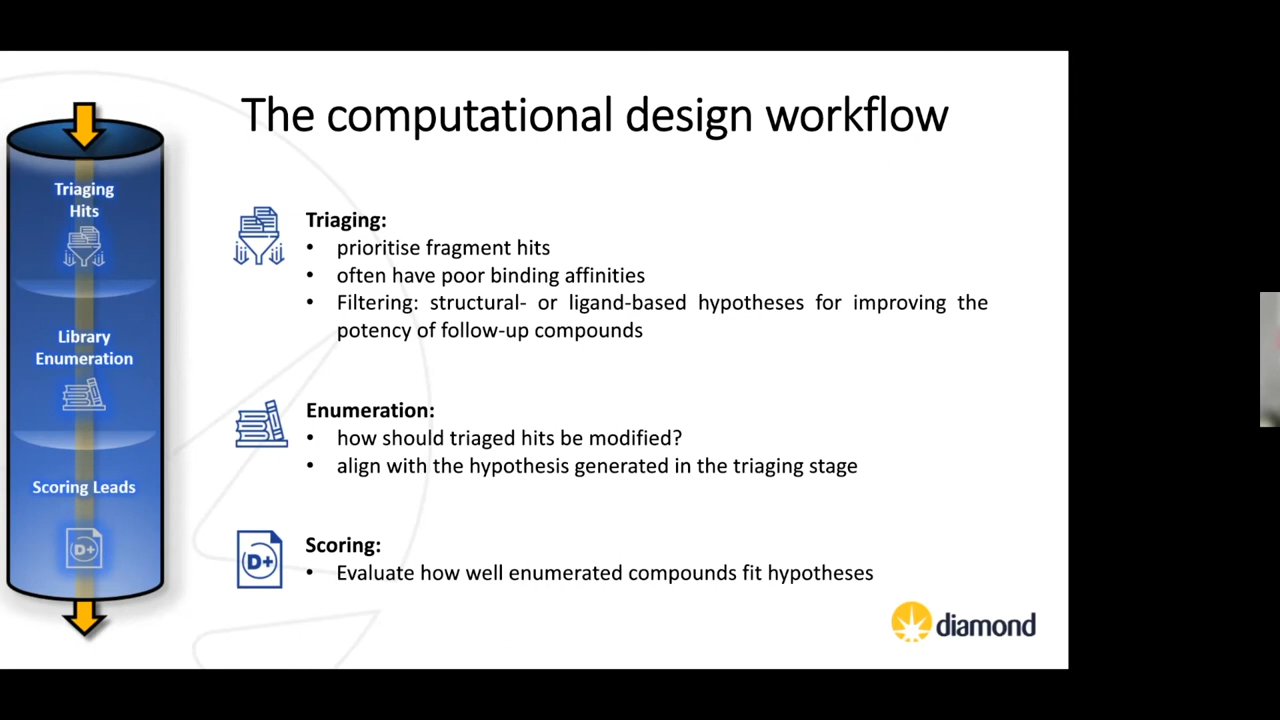 The computational design workflow
Triaging
Hits
Library
Enumeration
Scoring Leads
D+
Triaging:
• prioritise fragment hits
• often have poor binding affinities
• Filtering: structural- or ligand-based hypotheses for improving the
potency of follow-up compounds
Enumeration:
• how should triaged hits be modified?
• align with the hypothesis generated in the triaging stage
D+
Scoring:
• Evaluate how well enumerated compounds fit hypotheses
diamond